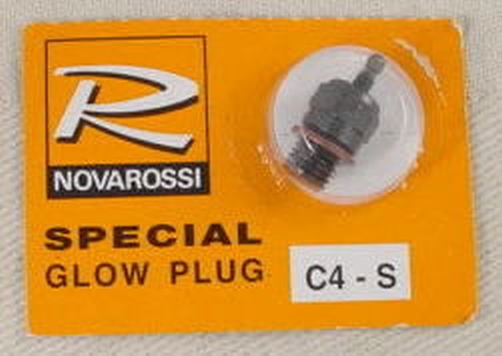 R
NOVAROSSI
SPECIAL
GLOW PLUG
C4 - S